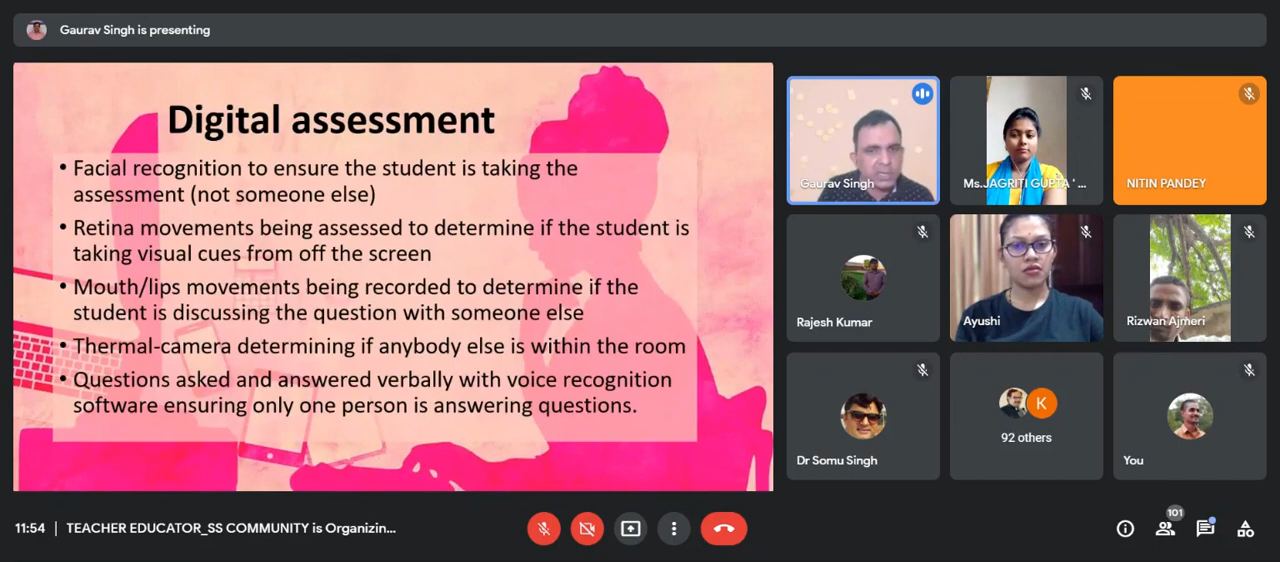 Gaurav Singh is presenting
Digital assessment
• Facial recognition to ensure the student is taking the
assessment (not someone else)
• Retina movements being assessed to determine if the student is
taking visual cues from off the screen
• Mouth/lips movements being recorded to determine if the
student is discussing the question with someone else
• Thermal-camera determining if anybody else is within the room
• Questions asked and answered verbally with voice recognition
software ensuring only one person is answering questions.
Gaurav Singh
Ms.JAGRITI GUPTA ' ...
NITIN PANDEY
Rajesh Kumar
Ayushi
Rizwan Ajmeri
Dr Somu Singh
K
92 others
You
11:54 | TEACHER EDUCATOR_SS COMMUNITY is Organizin...
101